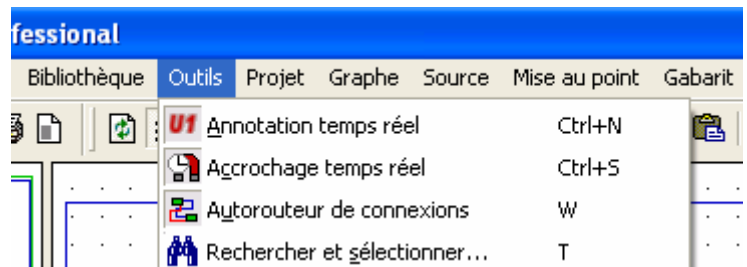 fessional
Bibliothèque Outils Projet Graphe Source Mise au point Gabarit
U1 Annotation temps réel Ctrl+N
Accrochage temps réel Ctrl+S
Autorouteur de connexions W
Rechercher et sélectionner... T